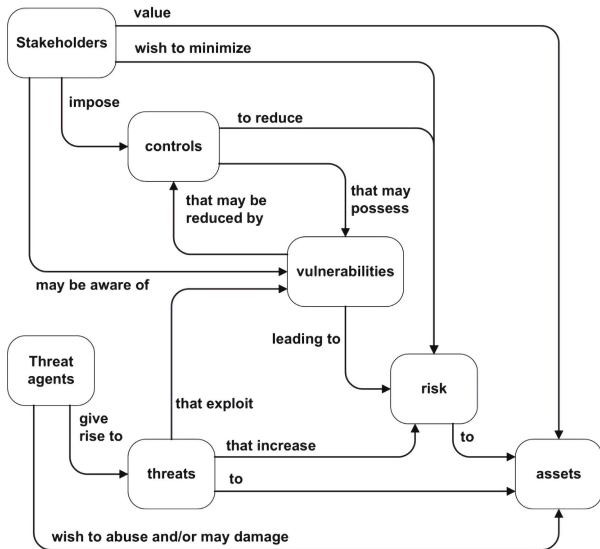 value
Stakeholders
wish to minimize
impose
to reduce
controls
that may be
reduced by
that may
possess
vulnerabilities
may be aware of
leading to
Threat
agents
risk
that exploit
give
rise to
that increase
to
threats
to
assets
wish to abuse and/or may damage